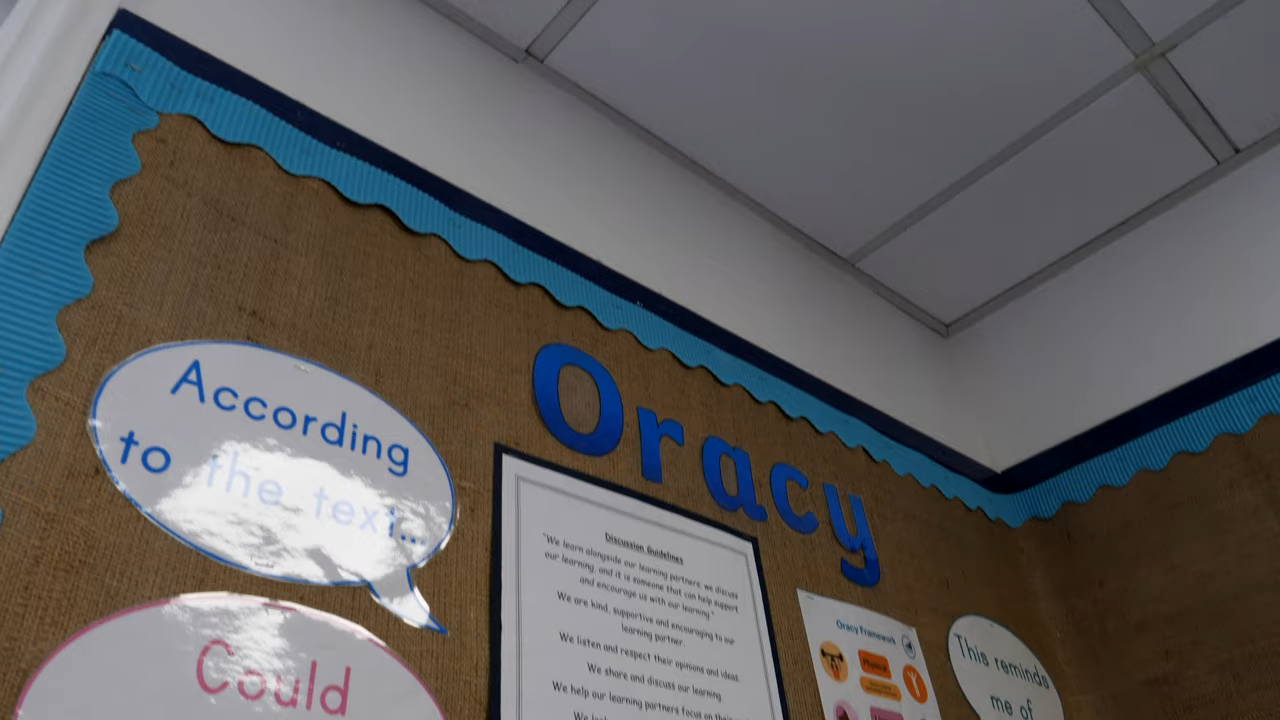 Oracy
According
to the text...
Could
Discussion Guidelines
"We learn alongside our learning partners, we discuss
our learning, and it is someone that can help support
and encourage us with our learning."
We are kind, supportive and encouraging to our
learning partner.
We listen and respect their opinions and ideas.
We share and discuss our learning.
We help our learning partners focus on their
Oracy Framework
Physical
This reminds
me of